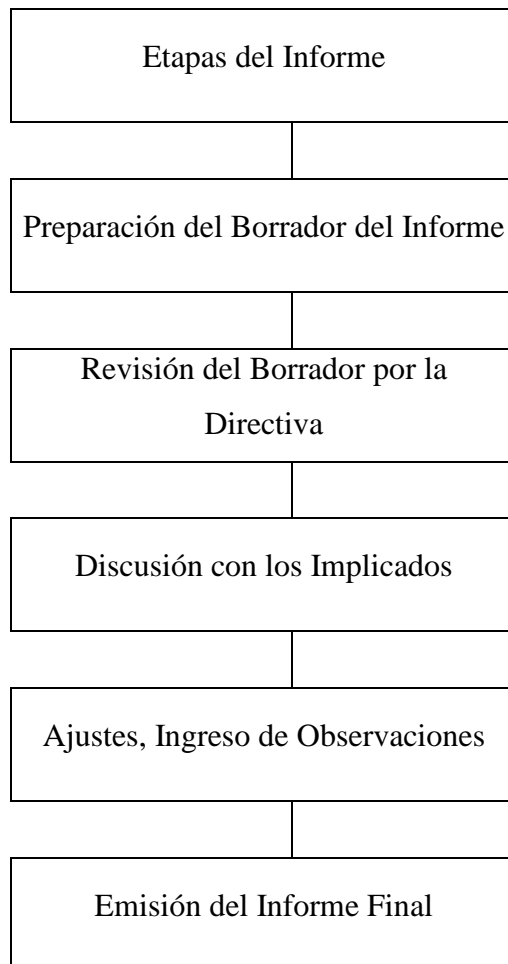 Etapas del Informe
Preparación del Borrador del Informe
Revisión del Borrador por la
Directiva
Discusión con los Implicados
Ajustes, Ingreso de Observaciones
Emisión del Informe Final